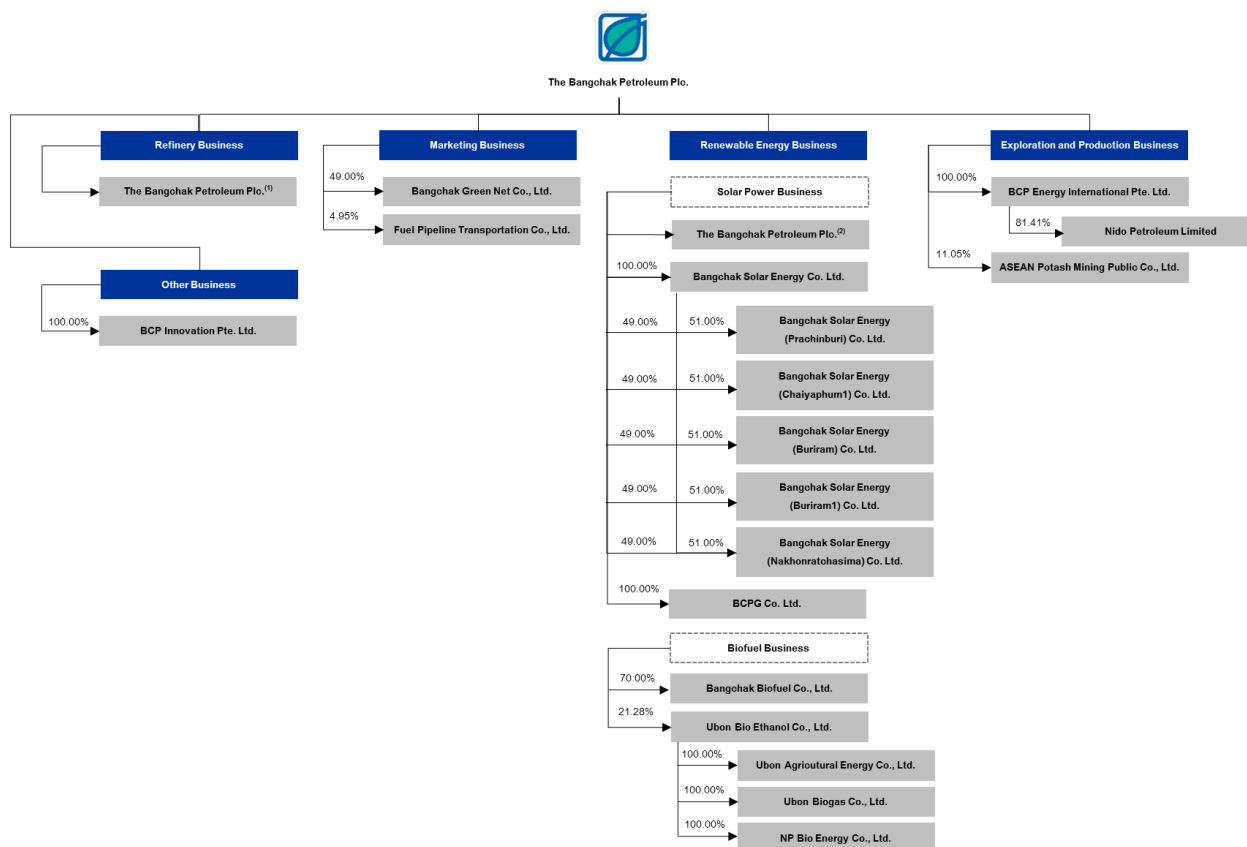 The Bangchak Petroleum Plc.
Refinery Business
The Bangchak Petroleum Plc.(1)
Other Business
100.00%
BCP Innovation Pte. Ltd.
Marketing Business
49.00%
Bangchak Green Net Co., Ltd.
4.95%
Fuel Pipeline Transportation Co., Ltd.
Renewable Energy Business
Solar Power Business
The Bangchak Petroleum Plc.(2)
100.00%
Bangchak Solar Energy Co. Ltd.
49.00%
51.00%
Bangchak Solar Energy
(Prachinburi) Co. Ltd.
49.00%
51.00%
Bangchak Solar Energy
(Chaiyaphum1) Co. Ltd.
49.00%
51.00%
Bangchak Solar Energy
(Buriram) Co. Ltd.
49.00%
51.00%
Bangchak Solar Energy
(Buriram1) Co. Ltd.
49.00%
51.00%
Bangchak Solar Energy
(Nakhonratchasima) Co. Ltd.
100.00%
BCPG Co. Ltd.
Biofuel Business
70.00%
Bangchak Biofuel Co., Ltd.
21.28%
Ubon Bio Ethanol Co., Ltd.
100.00%
Ubon Agricutural Energy Co., Ltd.
100.00%
Ubon Biogas Co., Ltd.
100.00%
NP Bio Energy Co., Ltd.
Exploration and Production Business
100.00%
BCP Energy International Pte. Ltd.
81.41%
Nido Petroleum Limited
11.05%
ASEAN Potash Mining Public Co., Ltd.